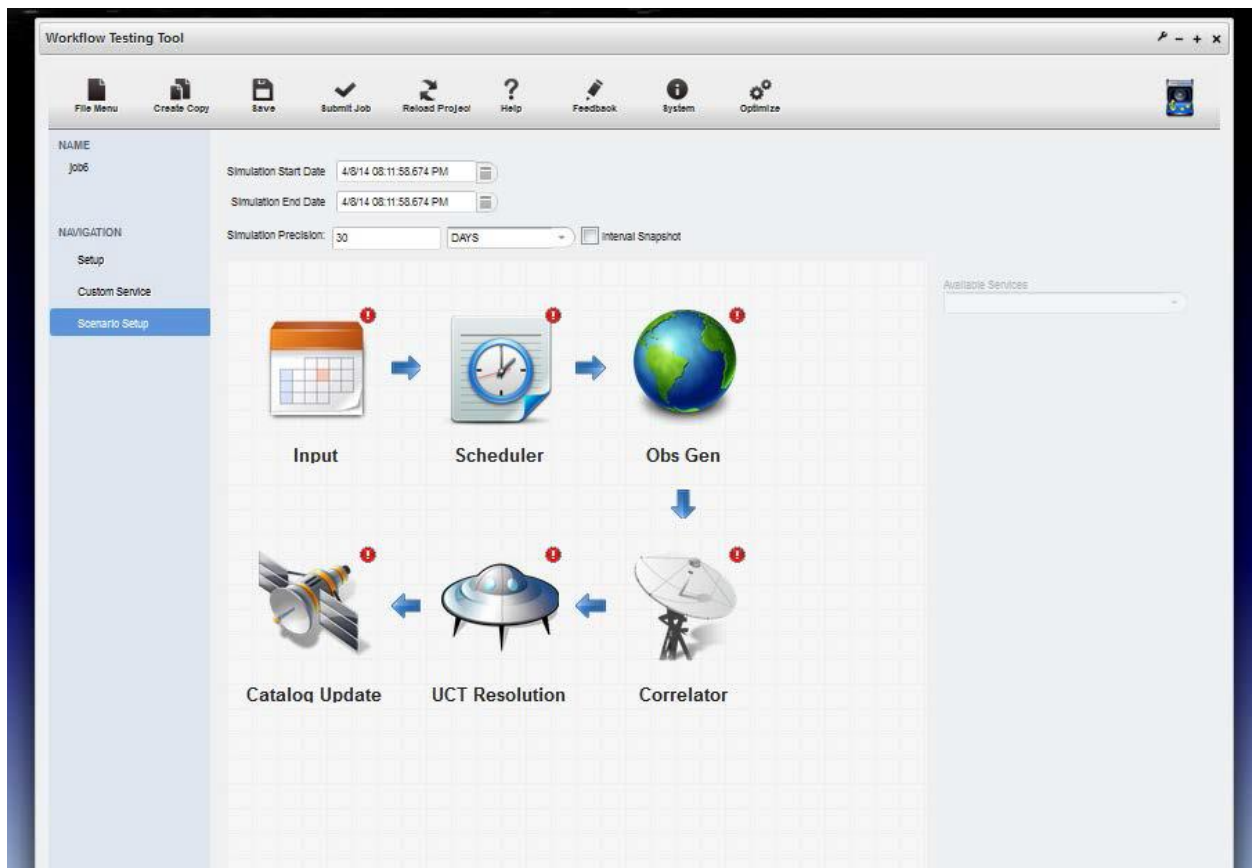 Workflow Testing Tool
File Menu
Create Copy
Save
Submit Job
Reload Project
Help
Feedback
System
Optimize
NAME
job6
NAVIGATION
Setup
Custom Service
Scenario Setup
Simulation Start Date 4/8/14 08:11:58.674 PM
Simulation End Date 4/8/14 08:11:58.674 PM
Simulation Precision: 30 DAYS Interval Snapshot
Available Services
Input
Scheduler
Obs Gen
Catalog Update
UCT Resolution
Correlator